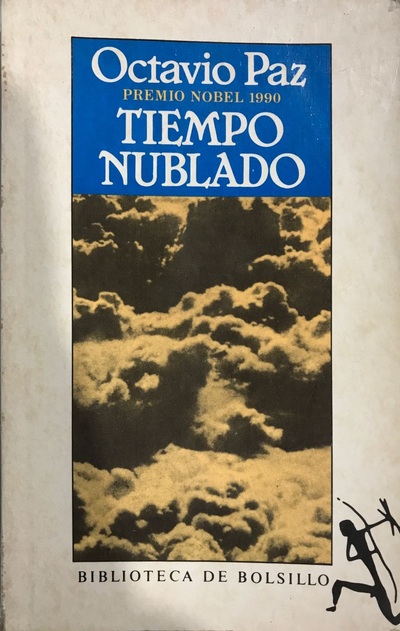 Octavio Paz
PREMIO NOBEL 1990
TIEMPO
NUBLADO
BIBLIOTECA DE BOLSILLO